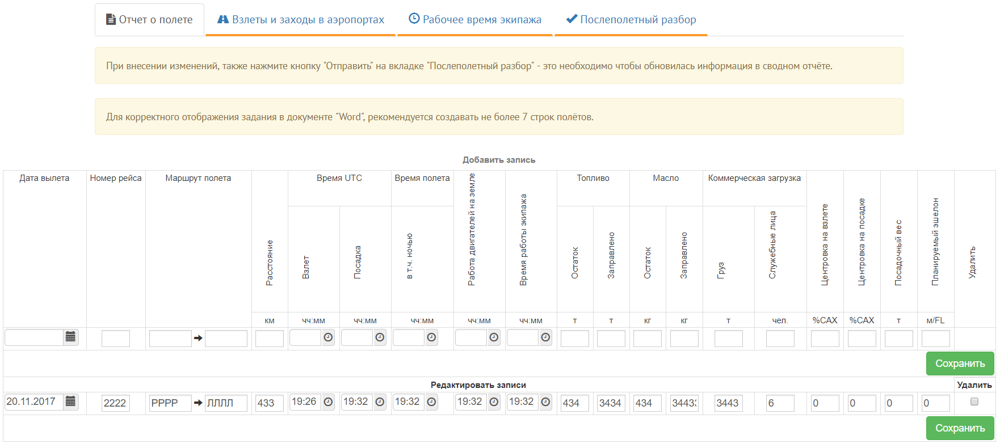 Отчет о полете
Взлеты и заходы в аэропортах
Рабочее время экипажа
Послеполетный разбор
При внесении изменений, также нажмите кнопку "Отправить" на вкладке "Послеполетный разбор" - это необходимо чтобы обновилась информация в сводном отчёте.
Для корректного отображения задания в документе "Word", рекомендуется создавать не более 7 строк полётов.
Добавить запись
Дата вылета
Номер рейса
Маршрут полета
Расстояние
Время UTC
Взлет
Посадка
Время полета
в т.ч. ночью
Работа двигателей на земле
Время работы экипажа
Топливо
Остаток
Заправлено
Масло
Остаток
Заправлено
Коммерческая загрузка
Груз
Служебные лица
Центровка на взлете
Центровка на посадке
Посадочный вес
Планируемый эшелон
Удалить
км чч:мм чч:мм чч:мм чч:мм чч:мм т т кг кг т чел. %САХ %САХ т м/FL
Сохранить
Редактировать записи Удалить
20.11.2017 2222 РРРР ЛЛЛЛ 433 19:26 19:32 19:32 19:32 19:32 434 3434 434 3443 6 0 0 0 0
Сохранить